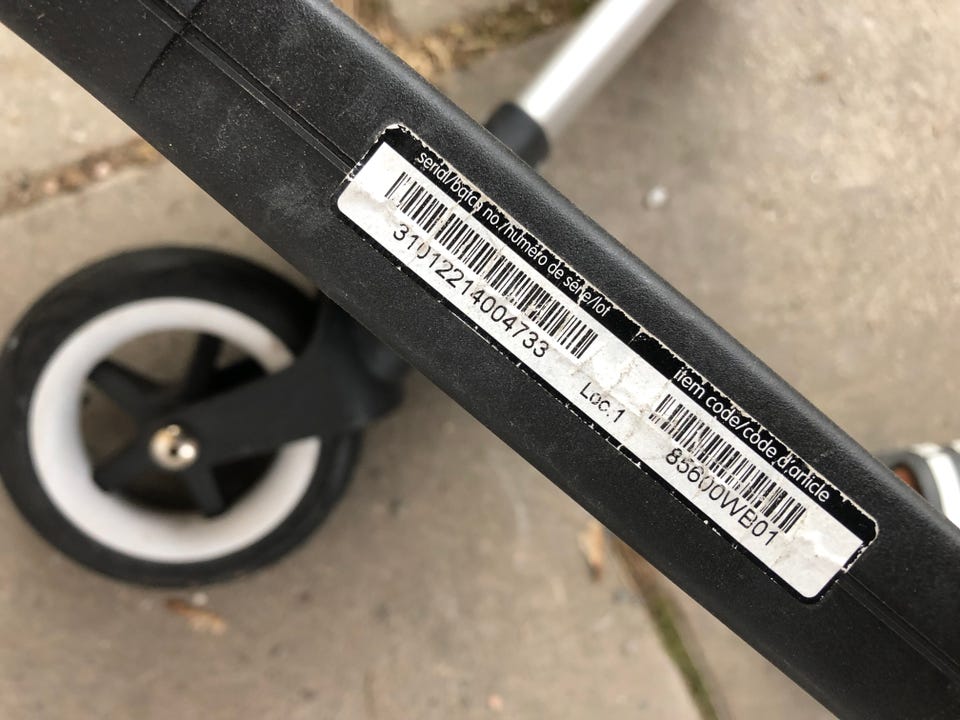 serial/batch no./numéro de série/lot
31012214004733
Loc.1
item code/code d'article
85600WB01